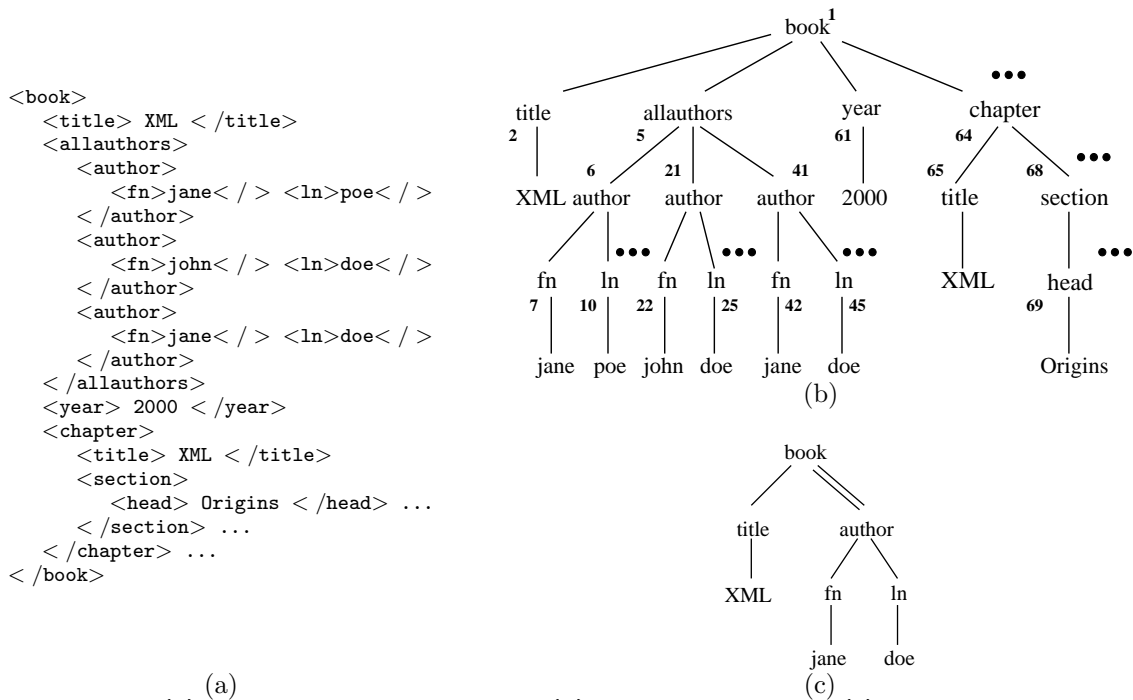 <book>
<title> XML < /title>
<allauthors>
<author>
<fn>jane< / > <ln>poe< / >
< /author>
<author>
<fn>john< / > <ln>doe< / >
< /author>
<author>
<fn>jane< / > <ln>doe< / >
< /author>
< /allauthors>
<year> 2000 < /year>
<chapter>
<title> XML < /title>
<section>
<head> Origins < /head> ...
< /section> ...
< /chapter> ...
< /book>
(a)
book 1
•••
title allauthors year chapter
2 5 61 64
•••
6 21 41 65 68
XML author author author 2000 title section
••• ••• ••• •••
fn ln fn ln fn ln XML head
7 10 22 25 42 45 69
jane poe john doe jane doe Origins
(b)
book
title author
XML fn ln
jane doe
(c)